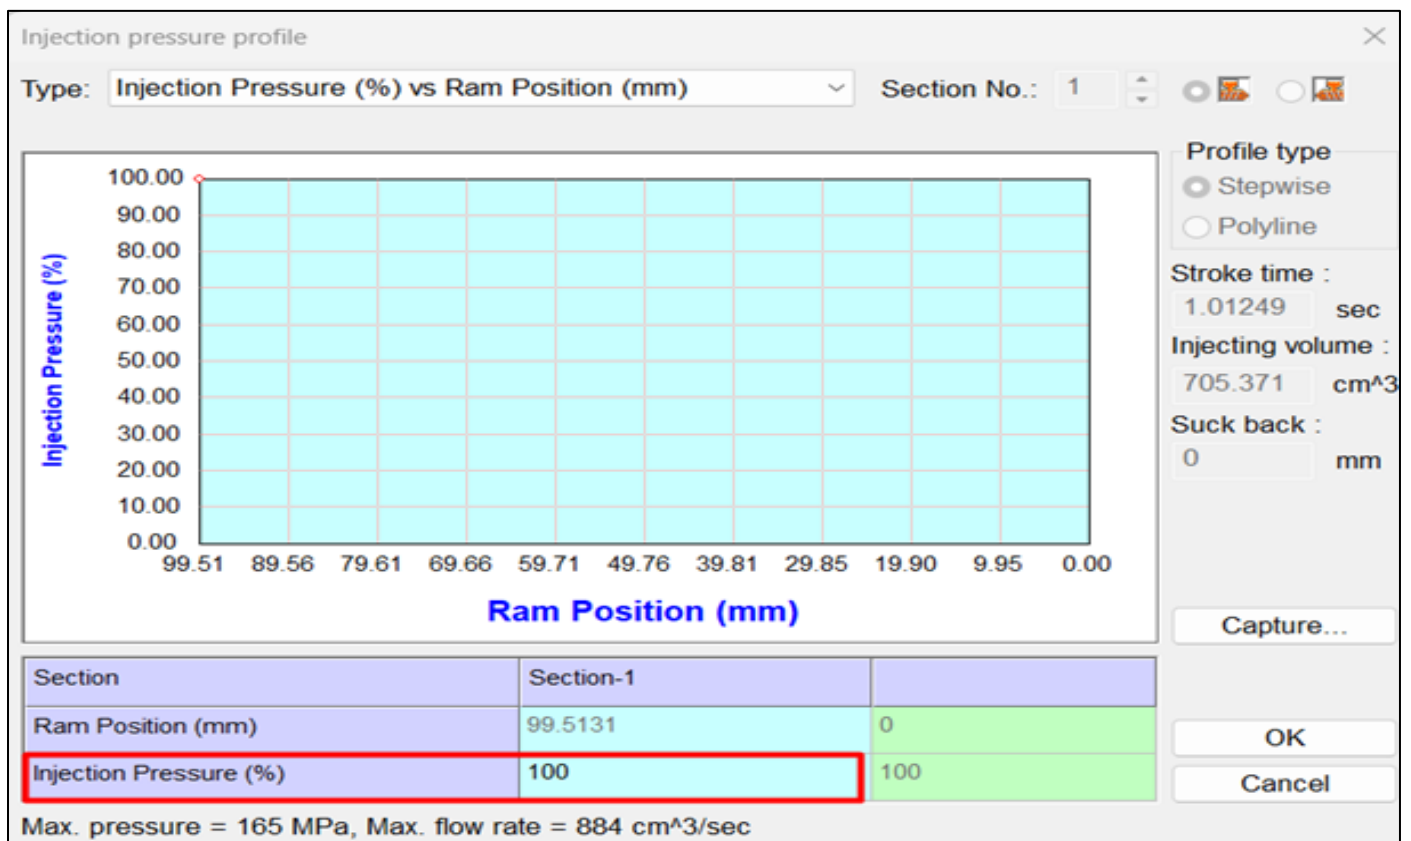 Injection pressure profile
Type: Injection Pressure (%) vs Ram Position (mm) Section No.: 1
Profile type
Stepwise
Polyline
Stroke time :
1.01249 sec
Injecting volume :
705.371 cm^3
Suck back :
0 mm
Injection Pressure (%)
100.00
90.00
80.00
70.00
60.00
50.00
40.00
30.00
20.00
10.00
0.00
99.51 89.56 79.61 69.66 59.71 49.76 39.81 29.85 19.90 9.95 0.00
Ram Position (mm)
Capture...
Section Section-1
Ram Position (mm) 99.5131 0
Injection Pressure (%) 100 100
OK
Cancel
Max. pressure = 165 MPa, Max. flow rate = 884 cm^3/sec